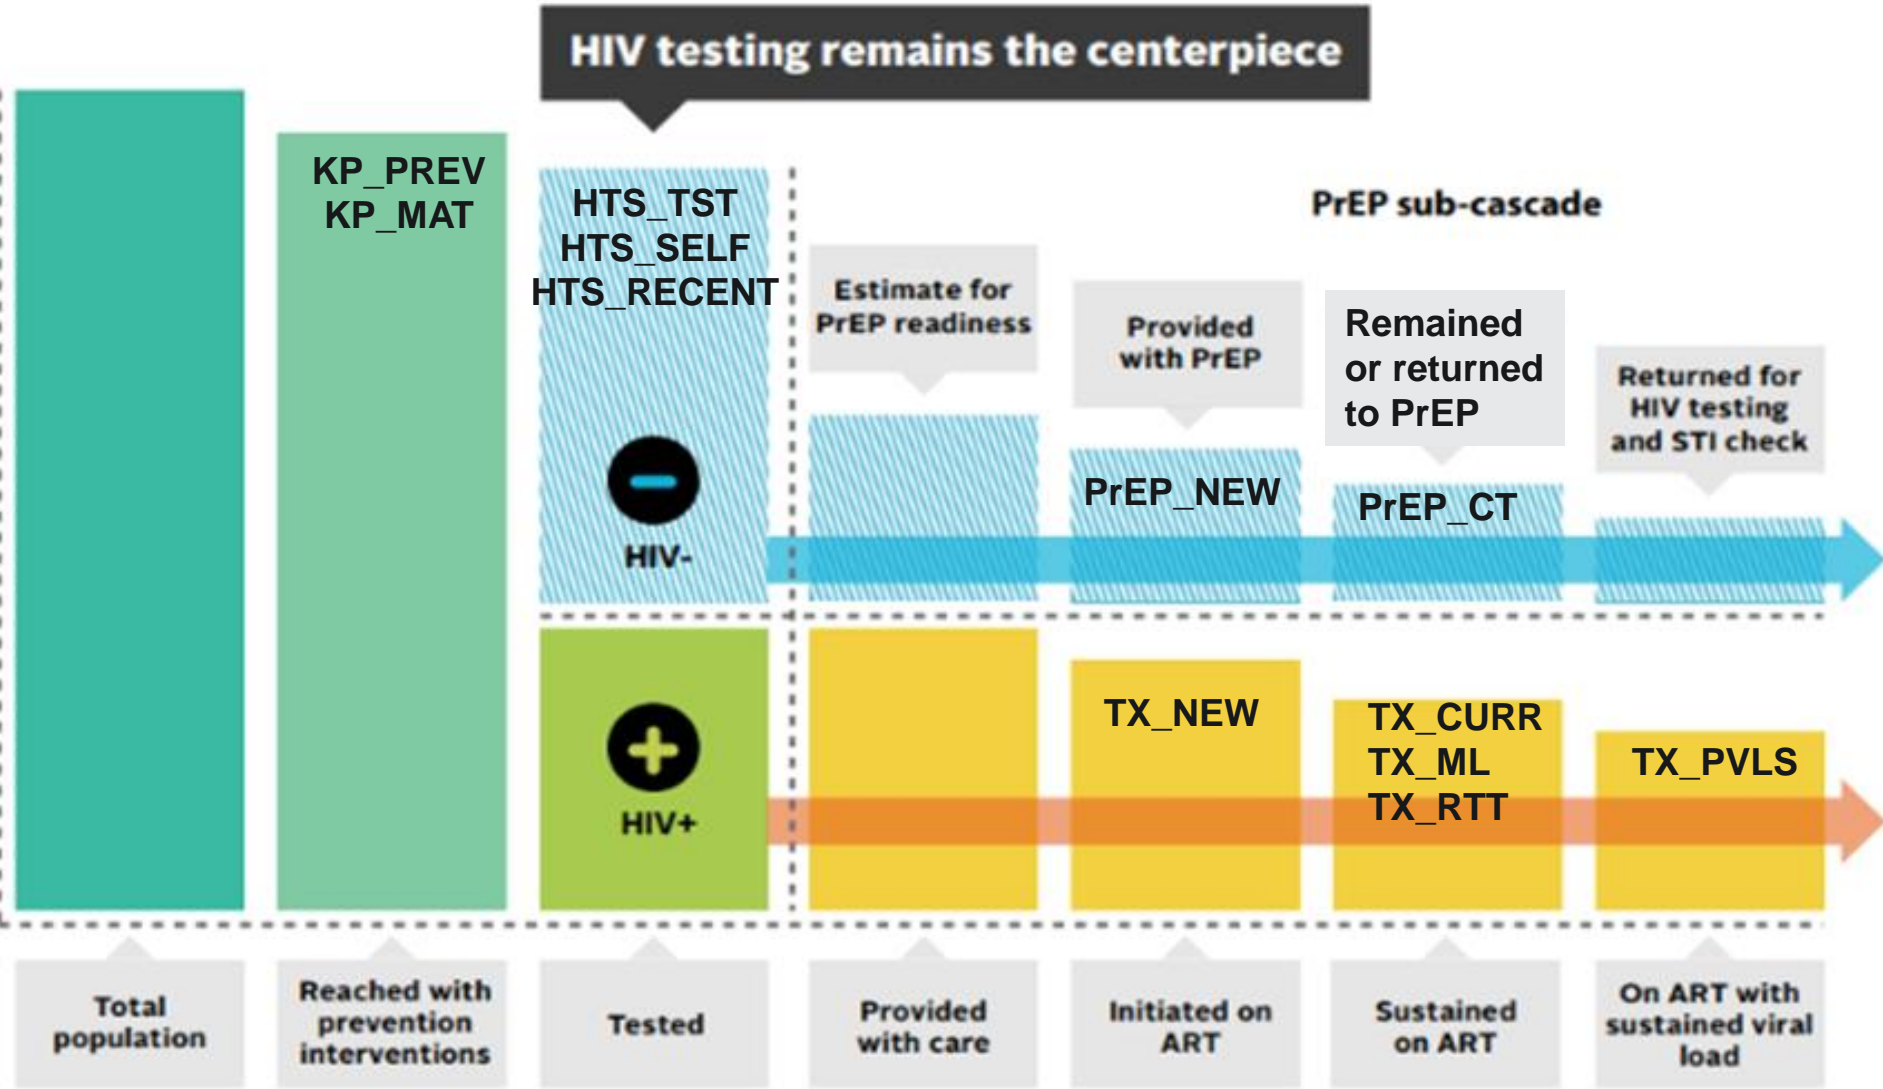 HIV testing remains the centerpiece
KP_PREV
KP_MAT
HTS_TST
HTS_SELF
HTS_RECENT
PrEP sub-cascade
Estimate for
PrEP readiness
Provided
with PrEP
Remained
or returned
to PrEP
Returned for
HIV testing
and STI check
PrEP_NEW
PrEP_CT
HIV-
TX_NEW
TX_CURR
TX_ML
TX_RTT
TX_PVLS
HIV+
Total
population
Reached with
prevention
interventions
Tested
Provided
with care
Initiated on
ART
Sustained
on ART
On ART with
sustained viral
load